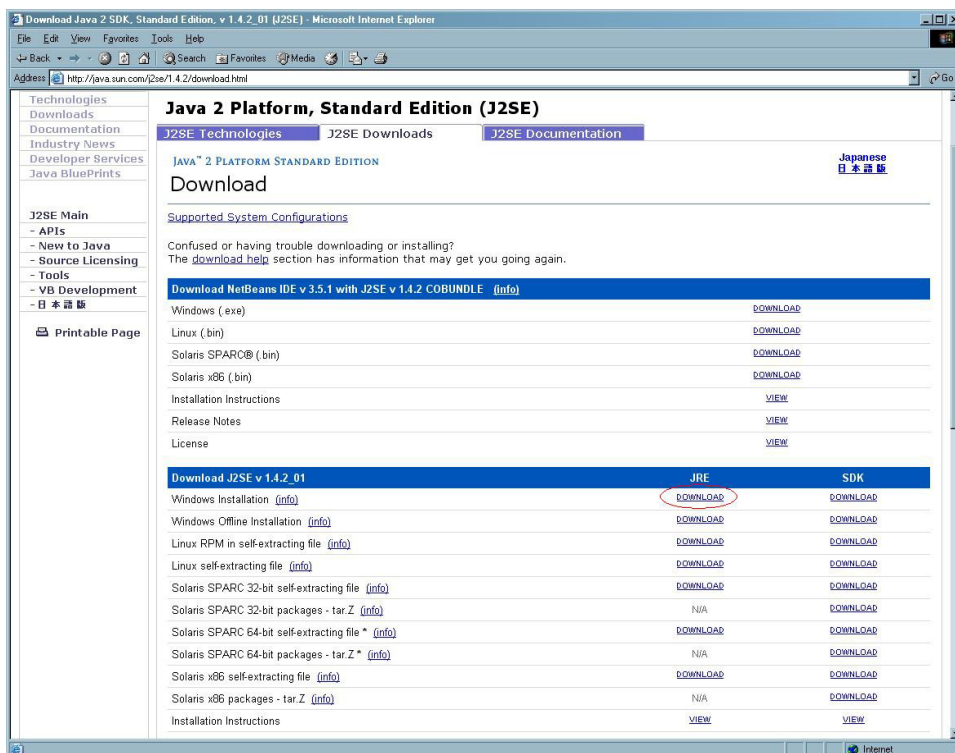 Download Java 2 SDK, Standard Edition, v 1.4.2_01 (J2SE) - Microsoft Internet Explorer
File Edit View Favorites Tools Help
Back Search Favorites Media
Address http://java.sun.com/j2se/1.4.2/download.html Go
Technologies
Downloads
Documentation
Industry News
Developer Services
Java BluePrints
J2SE Main
- APIs
- New to Java
- Source Licensing
- Tools
- VB Development
- 日本語版
Printable Page
Java 2 Platform, Standard Edition (J2SE)
J2SE Technologies J2SE Downloads J2SE Documentation
JAVA™ 2 PLATFORM STANDARD EDITION
Download
Japanese
日本語版
Supported System Configurations
Confused or having trouble downloading or installing?
The download help section has information that may get you going again.
Download NetBeans IDE v 3.5.1 with J2SE v 1.4.2 COBUNDLE (info)
Windows (.exe) DOWNLOAD
Linux (.bin) DOWNLOAD
Solaris SPARC® (.bin) DOWNLOAD
Solaris x86 (.bin) DOWNLOAD
Installation Instructions VIEW
Release Notes VIEW
License VIEW
Download J2SE v 1.4.2_01 JRE SDK
Windows Installation (info) DOWNLOAD DOWNLOAD
Windows Offline Installation (info) DOWNLOAD DOWNLOAD
Linux RPM in self-extracting file (info) DOWNLOAD DOWNLOAD
Linux self-extracting file (info) DOWNLOAD DOWNLOAD
Solaris SPARC 32-bit self-extracting file (info) DOWNLOAD DOWNLOAD
Solaris SPARC 32-bit packages - tar.Z (info) N/A DOWNLOAD
Solaris SPARC 64-bit self-extracting file * (info) DOWNLOAD DOWNLOAD
Solaris SPARC 64-bit packages - tar.Z * (info) N/A DOWNLOAD
Solaris x86 self-extracting file (info) DOWNLOAD DOWNLOAD
Solaris x86 packages - tar.Z (info) N/A DOWNLOAD
Installation Instructions VIEW VIEW
Internet